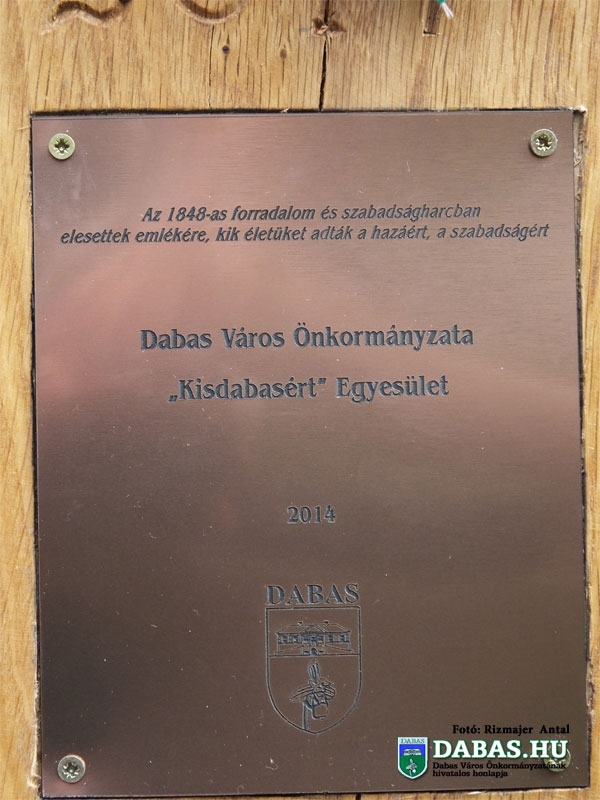 Az 1848-as forradalom és szabadságharcban
elesettek emlékére, kik életüket adták a hazáért, a szabadságért
Dabas Város Önkormányzata
„Kisdabasért” Egyesület
2014
DABAS
Fotó: Rizmajer Antal
DABAS
DABAS.HU
Dabas Város Önkormányzatának
hivatalos honlapja